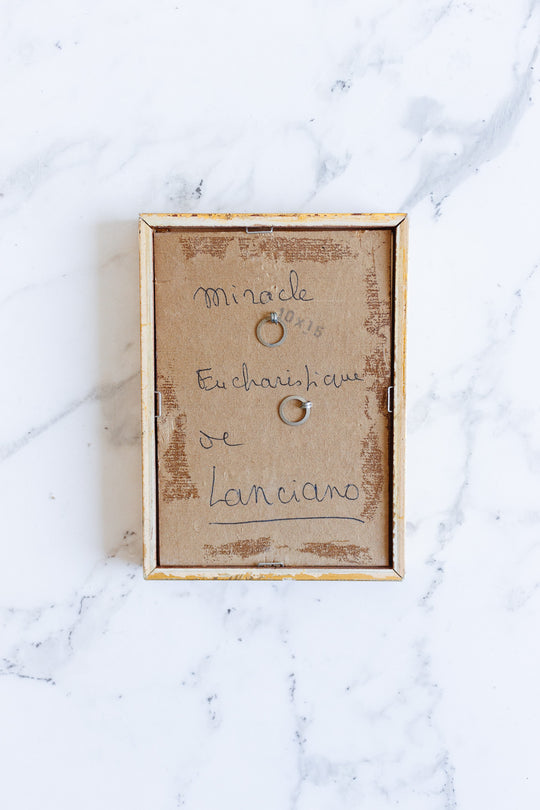 Miracle
10x15
Eucharistique
de
Lanciano